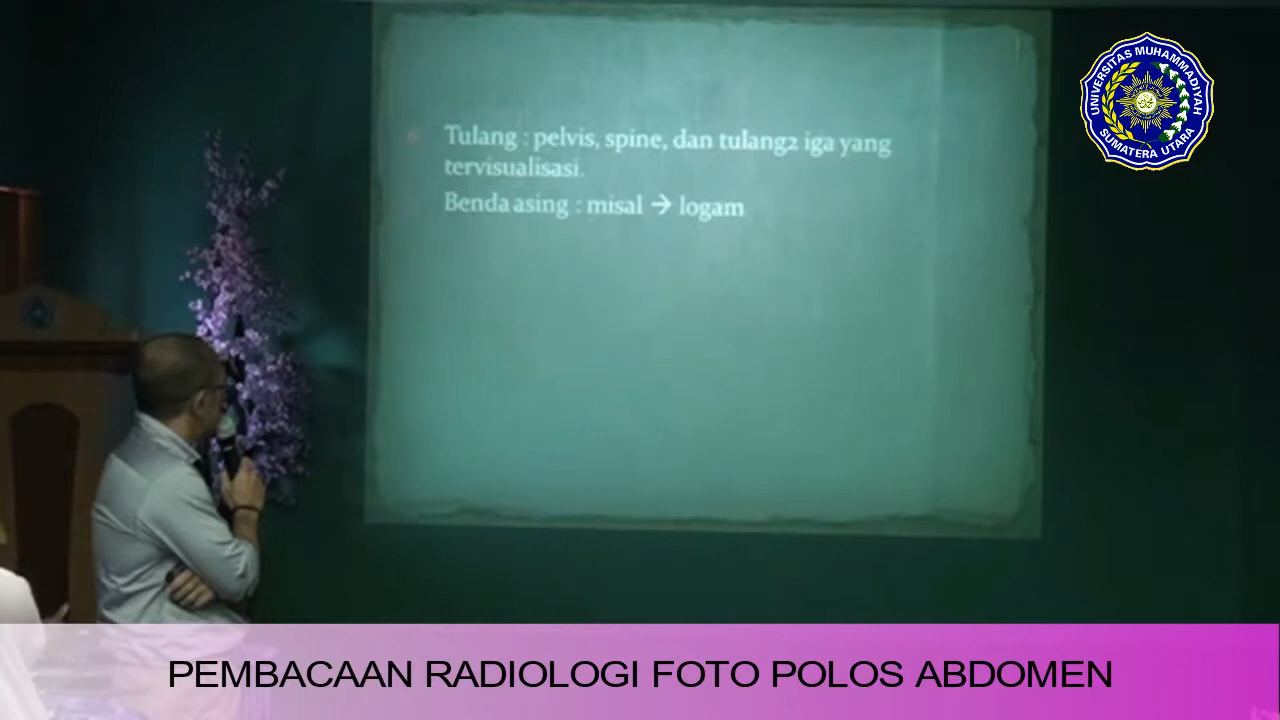 Tulang : pelvis, spine, dan tulang2 iga yang
tervisualisasi.
Benda asing : misal → logam
UNIVERSITAS MUHAMMADIYAH
SUMATERA UTARA
PEMBACAAN RADIOLOGI FOTO POLOS ABDOMEN